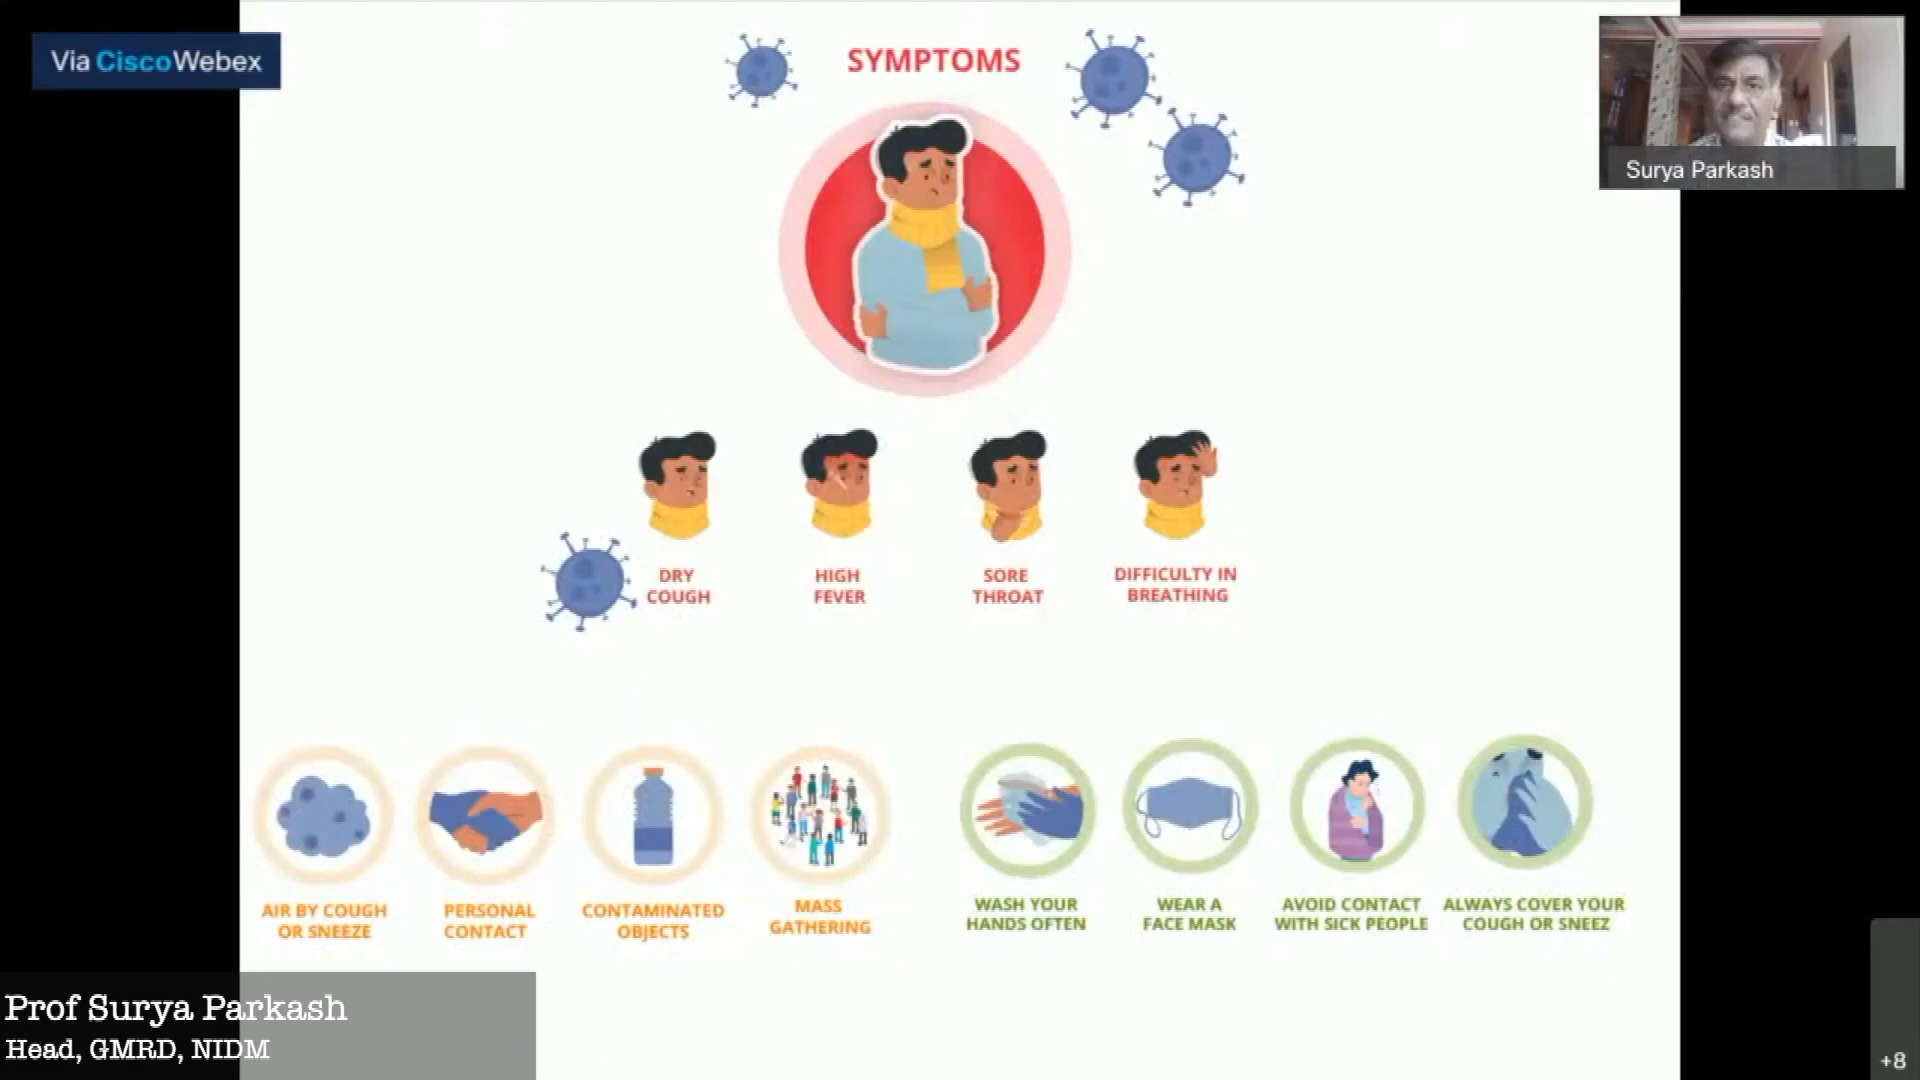 Via CiscoWebex
SYMPTOMS
Surya Parkash
DRY
COUGH
HIGH
FEVER
SORE
THROAT
DIFFICULTY IN
BREATHING
AIR BY COUGH
OR SNEEZE
PERSONAL
CONTACT
CONTAMINATED
OBJECTS
MASS
GATHERING
WASH YOUR
HANDS OFTEN
WEAR A
FACE MASK
AVOID CONTACT
WITH SICK PEOPLE
ALWAYS COVER YOUR
COUGH OR SNEEZ
Prof Surya Parkash
Head, GMRD, NIDM
+8